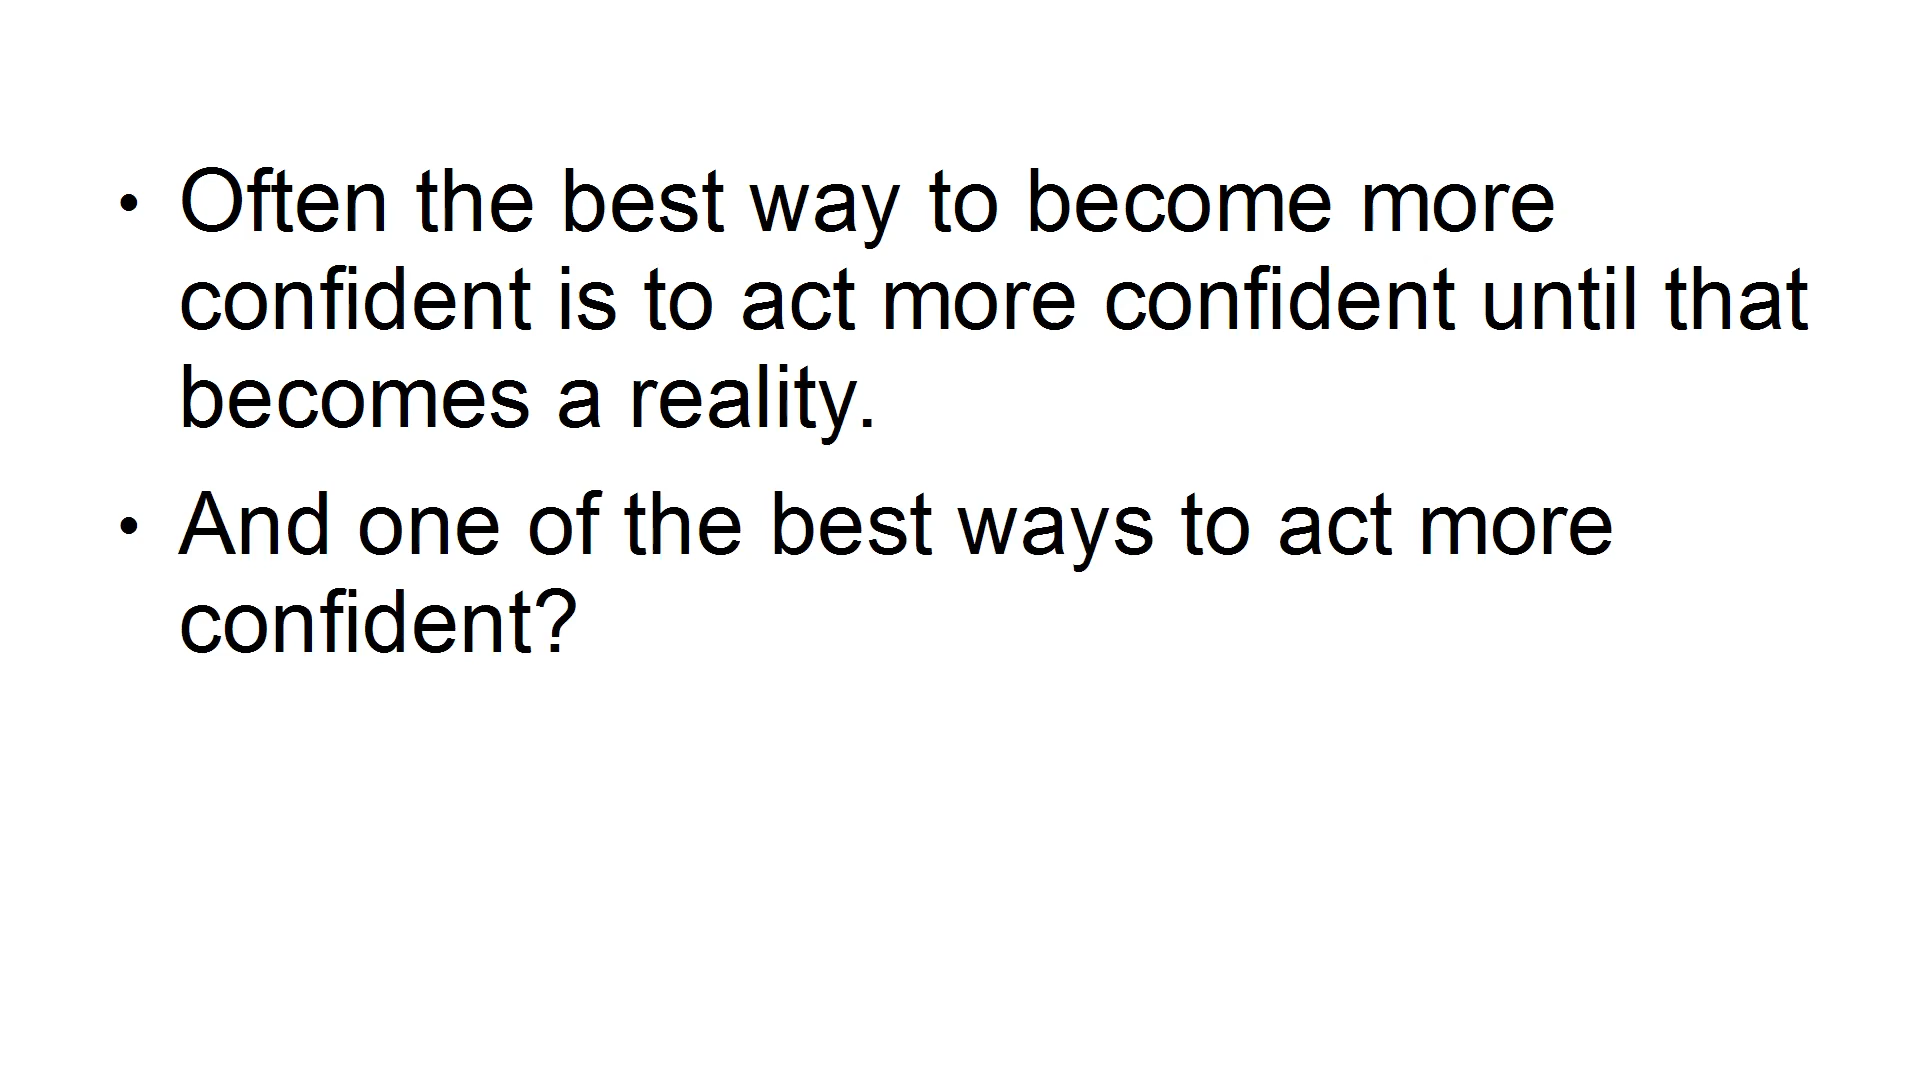 • Often the best way to become more
confident is to act more confident until that
becomes a reality.
• And one of the best ways to act more
confident?